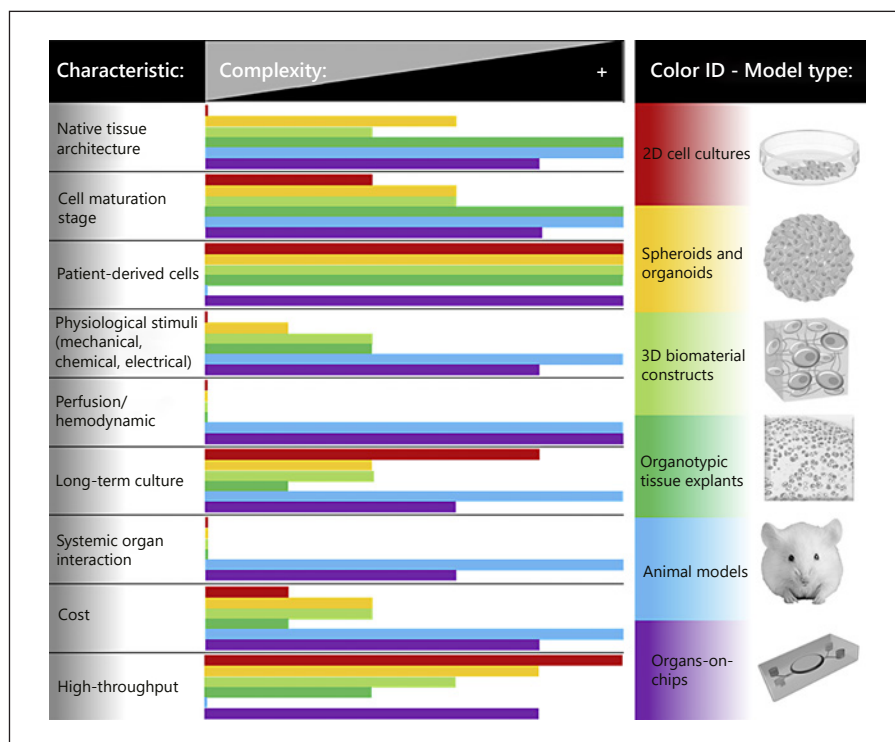 Characteristic:
Complexity:
+
Color ID - Model type:
Native tissue
architecture
Cell maturation
stage
Patient-derived cells
Physiological stimuli
(mechanical,
chemical, electrical)
Perfusion/
hemodynamic
Long-term culture
Systemic organ
interaction
Cost
High-throughput
2D cell cultures
Spheroids and
organoids
3D biomaterial
constructs
Organotypic
tissue explants
Animal models
Organs-on-
chips